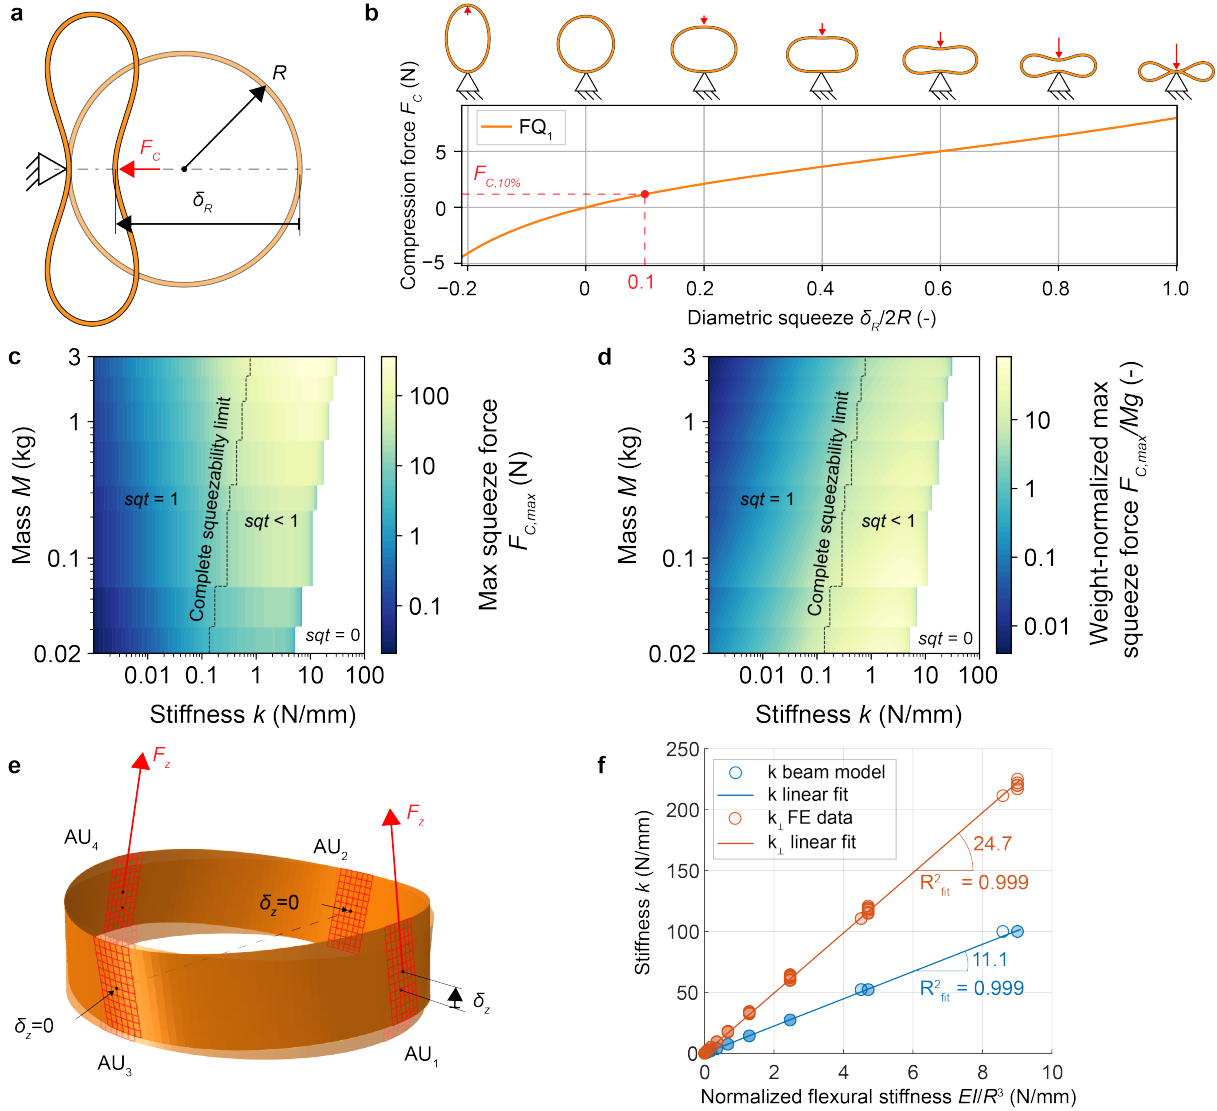 a
R
F_C
δ_R
b
Compression force F_C (N)
FQ₁
F_C,10%
5
0
−5
−0.2
0
0.1
0.2
0.4
0.6
0.8
1.0
Diametric squeeze δ_R/2R (-)
c
Mass M (kg)
3
1
0.1
0.02
sqt = 1
Complete squeezability limit
sqt < 1
sqt = 0
0.01
0.1
1
10
100
Stiffness k (N/mm)
100
10
1
0.1
Max squeeze force
F_C,max (N)
d
Mass M (kg)
3
1
0.1
0.02
sqt = 1
Complete squeezability limit
sqt < 1
sqt = 0
0.01
0.1
1
10
100
Stiffness k (N/mm)
10
1
0.1
0.01
Weight-normalized max
squeeze force F_C,max/Mg (-)
e
F_z
F_z
AU₄
AU₂
δ_z=0
δ_z
δ_z=0
AU₃
AU₁
f
Stiffness k (N/mm)
250
200
150
100
50
0
k beam model
k linear fit
k_⊥ FE data
k_⊥ linear fit
24.7
R²_fit = 0.999
11.1
R²_fit = 0.999
0
2
4
6
8
10
Normalized flexural stiffness EI/R³ (N/mm)